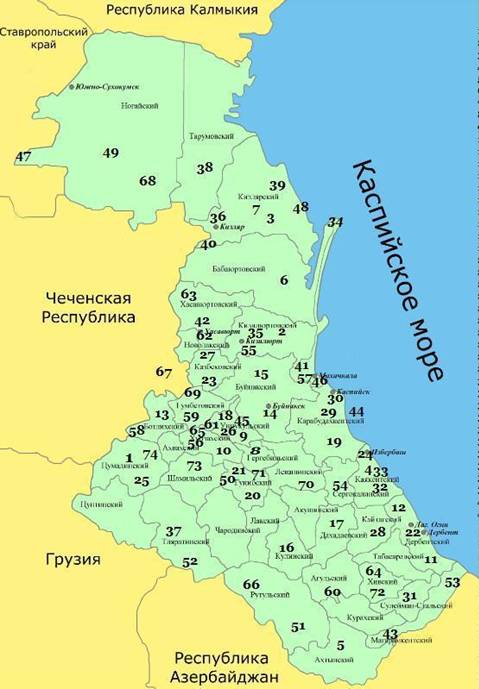 Республика Калмыкия
Ставропольский
край
Южно-Сухокумск
Ногайский
Тарумовский
47
49
38
68
Каспийское море
39
Кизлярский
7
3
48
36
Кизляр
34
40
Бабаюртовский
6
Чеченская
Республика
63
Хасавюртовский
42
Хасавюрт
62
Новолакский
Кизилюртовский
35
2
Кизилюрт
55
27
Казбековский
67
23
15
Буйнакский
41
Махачкала
57
46
Каспийск
30
69
Гумбетовский
13
59
18
14
Буйнакск
29
44
Карабудахкентский
58
Ботлихский
61
45
65
26
9
56
19
1
74
10
8
Гергебильский
24
Избербаш
Цумадинский
73
21
71
Левашинский
4
33
Каякентский
25
Шамильский
50
54
32
20
70
Сергокалинский
Цунтинский
12
Лакский
Акушинский
Кайтагский
37
Чародинский
17
28
22
Даг. Огни
Дербент
Тляратинский
Дахадаевский
Дербентский
Грузия
52
16
Кулинский
Табасаранский
11
66
Рутульский
Агульский
64
Хивский
53
60
72
31
Сулейман-Стальский
51
Курахский
43
Магарамкентский
5
Ахтынский
Республика
Азербайджан